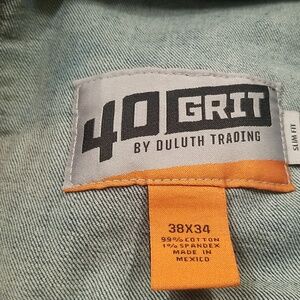 40 GRIT
BY DULUTH TRADING
SLIM FIT
38X34
99% COTTON
1% SPANDEX
MADE IN
MEXICO